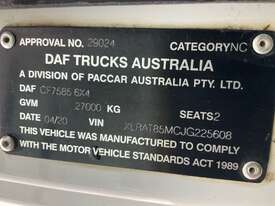 APPROVAL NO. 29024 CATEGORY NC
DAF TRUCKS AUSTRALIA
A DIVISION OF PACCAR AUSTRALIA PTY. LTD.
DAF CF7585 6X4
GVM 27000 KG SEATS 2
DATE 04/20 VIN XLRAT85MCJG225608
THIS VEHICLE WAS MANUFACTURED TO COMPLY
WITH THE MOTOR VEHICLE STANDARDS ACT 1989